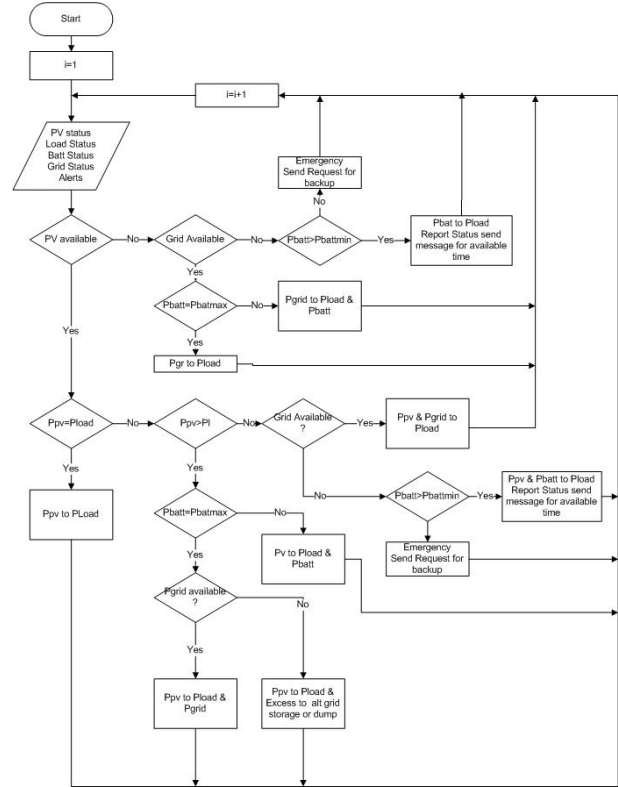 Start
i=1
i=i+1
PV status
Load Status
Batt Status
Grid Status
Alerts
Emergency
Send Request for
backup
No
PV available
No
Grid Available
No
Pbatt>Pbattmin
Yes
Pbat to Pload
Report Status send
message for available
time
Yes
Pbatt=Pbatmax
No
Pgrid to Pload &
Pbatt
Yes
Yes
Pgr to Pload
Ppv=Pload
No
Ppv>Pl
No
Grid Available
?
Yes
Ppv & Pgrid to
Pload
Yes
Yes
No
Pbatt>Pbattmin
Yes
Ppv & Pbatt to Pload
Report Status send
message for available
time
Ppv to PLoad
Pbatt=Pbatmax
No
Emergency
Send Request for
backup
Yes
Pv to Pload &
Pbatt
Pgrid available
?
No
Yes
Ppv to Pload &
Pgrid
Ppv to Pload &
Excess to alt grid
storage or dump